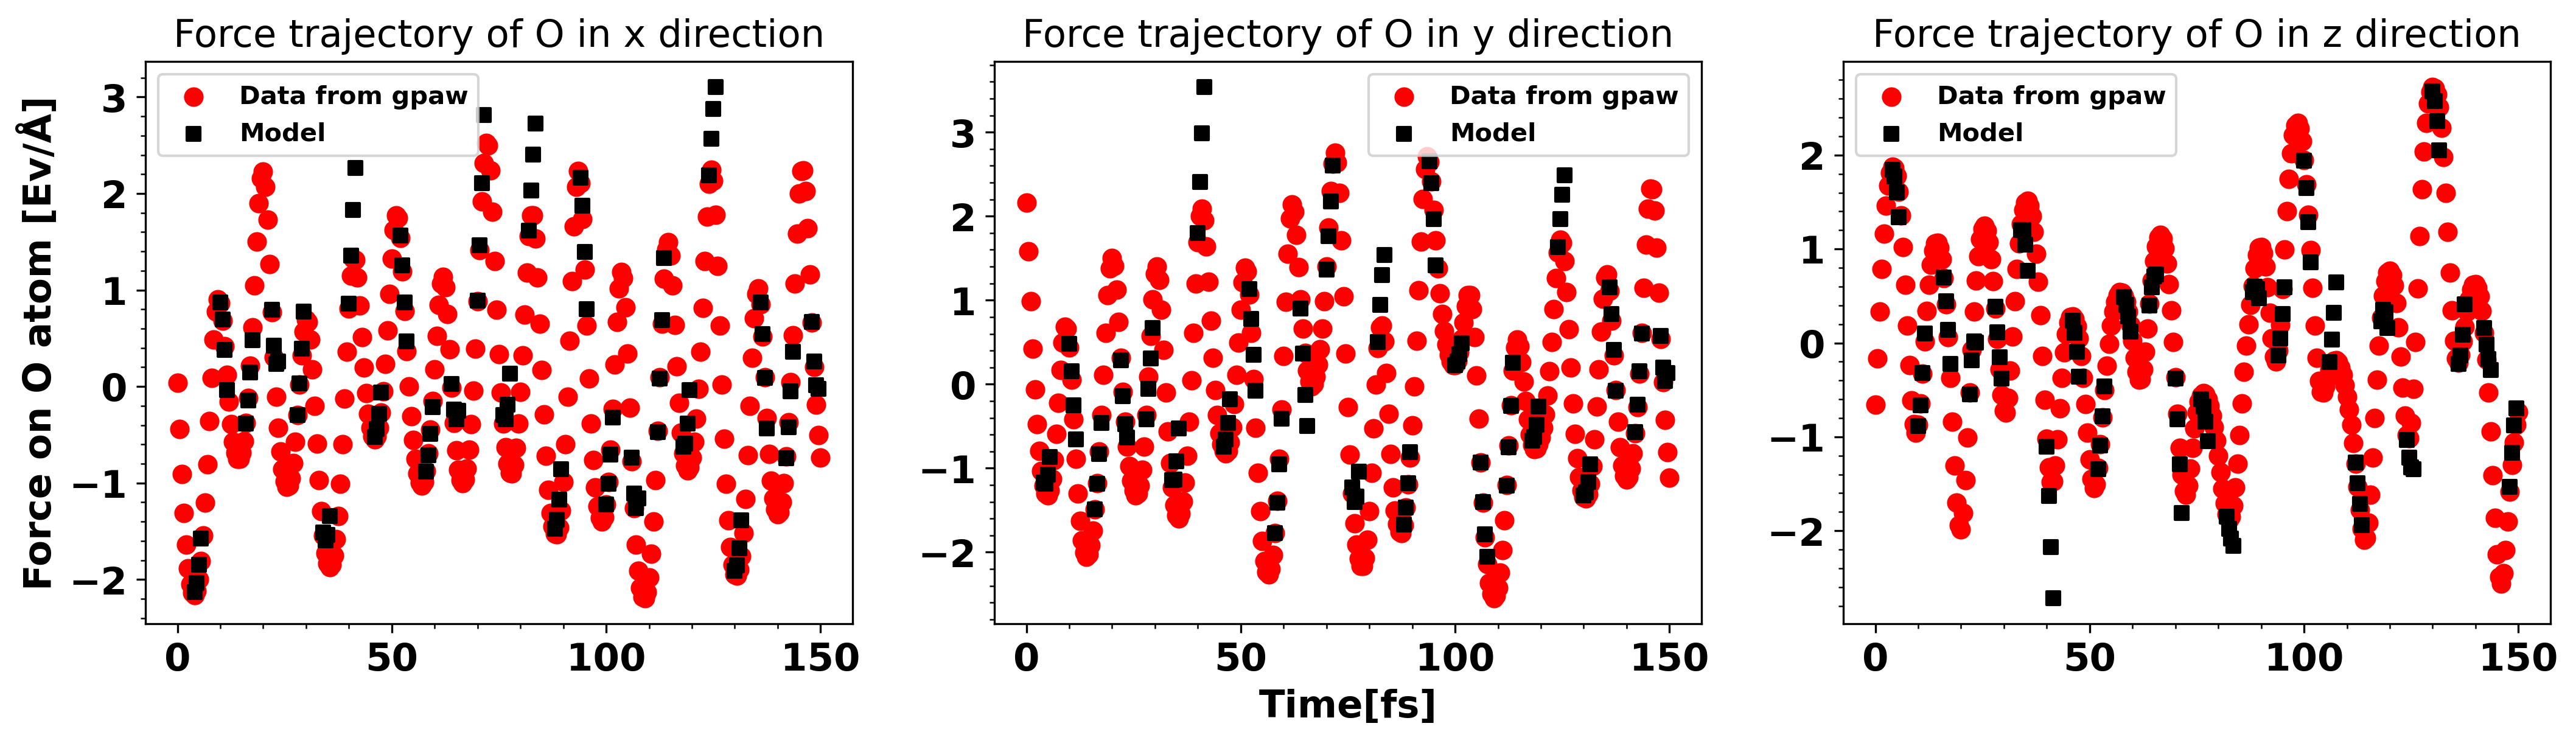 Force trajectory of O in x direction
Force on O atom [Ev/Å]
3
2
1
0
−1
−2
0 50 100 150
Data from gpaw
Model
Force trajectory of O in y direction
3
2
1
0
−1
−2
0 50 100 150
Data from gpaw
Model
Time[fs]
Force trajectory of O in z direction
2
1
0
−1
−2
0 50 100 150
Data from gpaw
Model